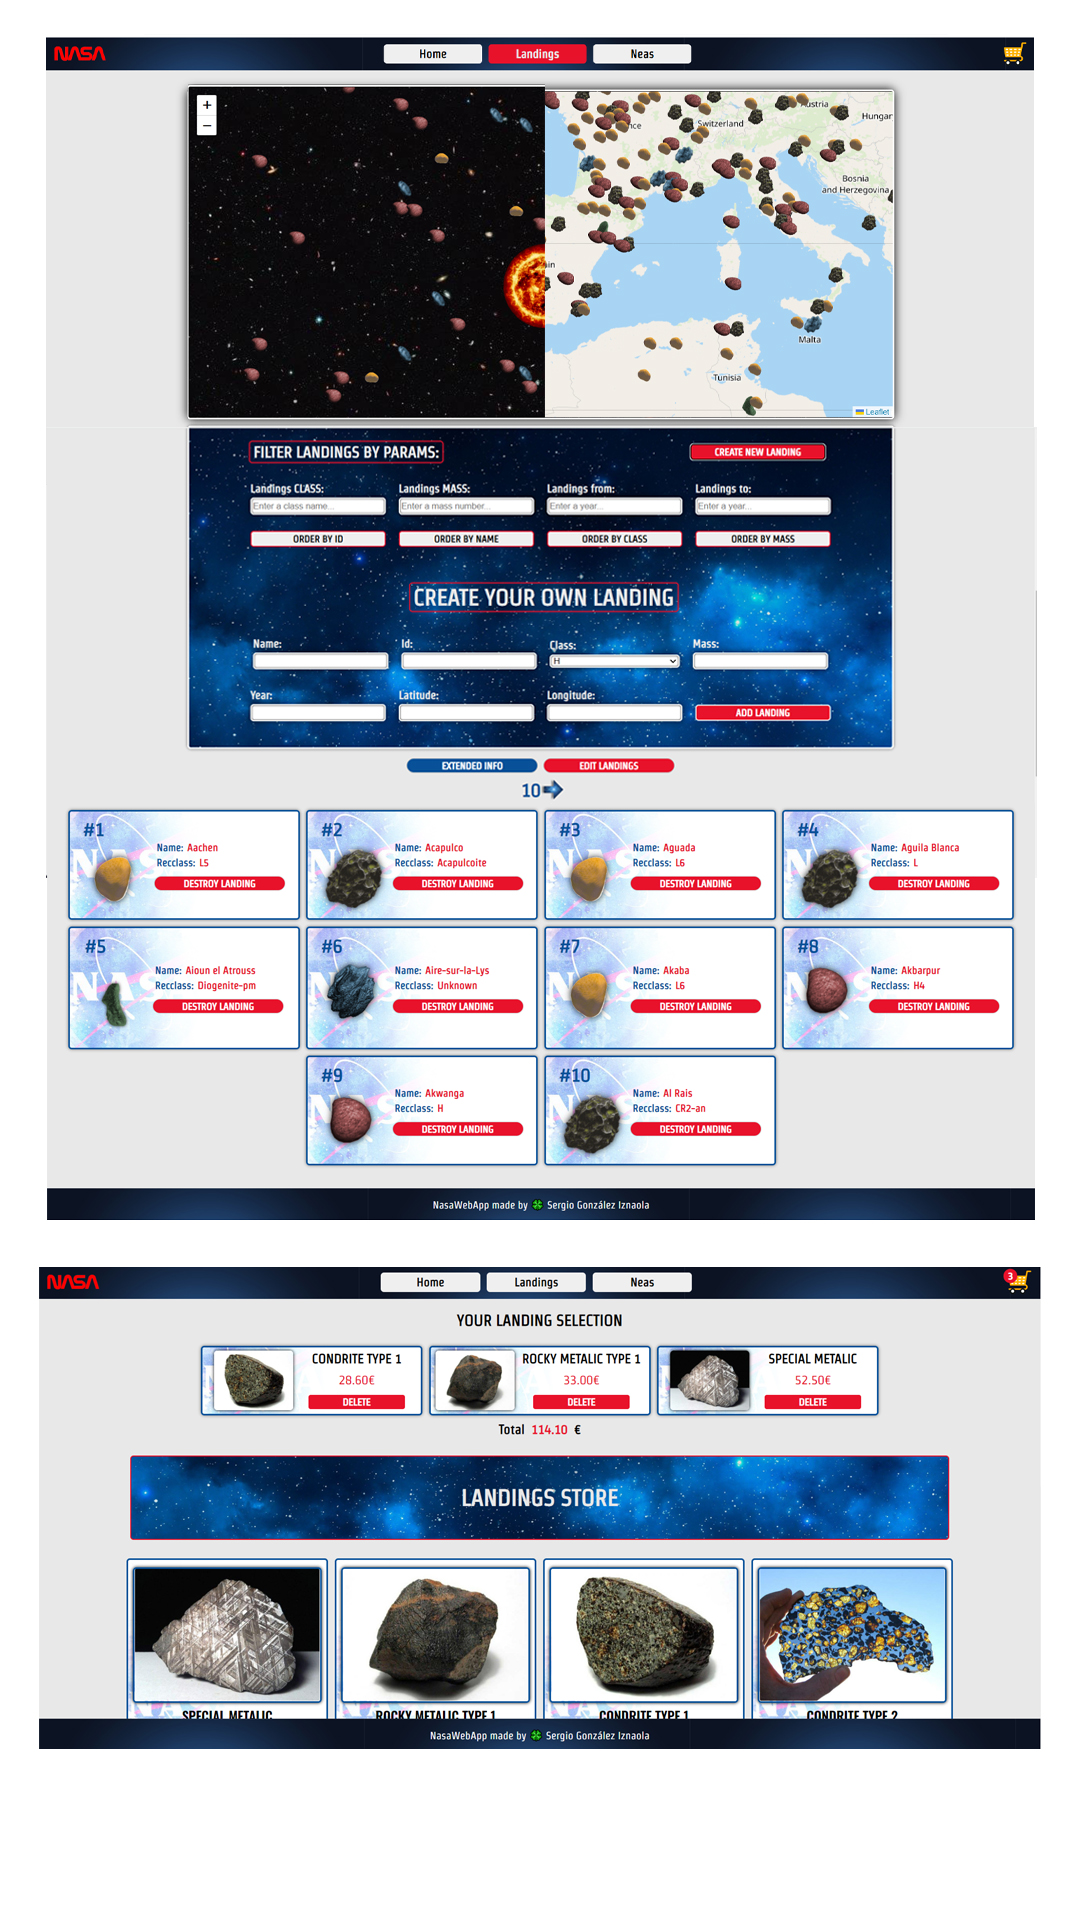 NASA
Home
Landings
Neas
+
−
Austria
nce
Switzerland
Hungar
Bosnia
and Herzegovina
ain
Malta
Tunisia
Leaflet
FILTER LANDINGS BY PARAMS:
CREATE NEW LANDING
Landings CLASS:
Landings MASS:
Landings from:
Landings to:
Enter a class name...
Enter a mass number...
Enter a year...
Enter a year...
ORDER BY ID
ORDER BY NAME
ORDER BY CLASS
ORDER BY MASS
CREATE YOUR OWN LANDING
Name:
Id:
Class:
Mass:
H
Year:
Latitude:
Longitude:
ADD LANDING
EXTENDED INFO
EDIT LANDINGS
10
#1
Name: Aachen
Recclass: L5
DESTROY LANDING
#2
Name: Acapulco
Recclass: Acapulcoite
DESTROY LANDING
#3
Name: Aguada
Recclass: L6
DESTROY LANDING
#4
Name: Aguila Blanca
Recclass: L
DESTROY LANDING
#5
Name: Aioun el Atrouss
Recclass: Diogenite-pm
DESTROY LANDING
#6
Name: Aire-sur-la-Lys
Recclass: Unknown
DESTROY LANDING
#7
Name: Akaba
Recclass: L6
DESTROY LANDING
#8
Name: Akbarpur
Recclass: H4
DESTROY LANDING
#9
Name: Akwanga
Recclass: H
DESTROY LANDING
#10
Name: Al Rais
Recclass: CR2-an
DESTROY LANDING
NasaWebApp made by Sergio González Iznaola
NASA
Home
Landings
Neas
3
YOUR LANDING SELECTION
CONDRITE TYPE 1
28.60€
DELETE
ROCKY METALIC TYPE 1
33.00€
DELETE
SPECIAL METALIC
52.50€
DELETE
Total 114.10 €
LANDINGS STORE
SPECIAL METALIC
ROCKY METALIC TYPE 1
CONDRITE TYPE 1
CONDRITE TYPE 2
NasaWebApp made by Sergio González Iznaola